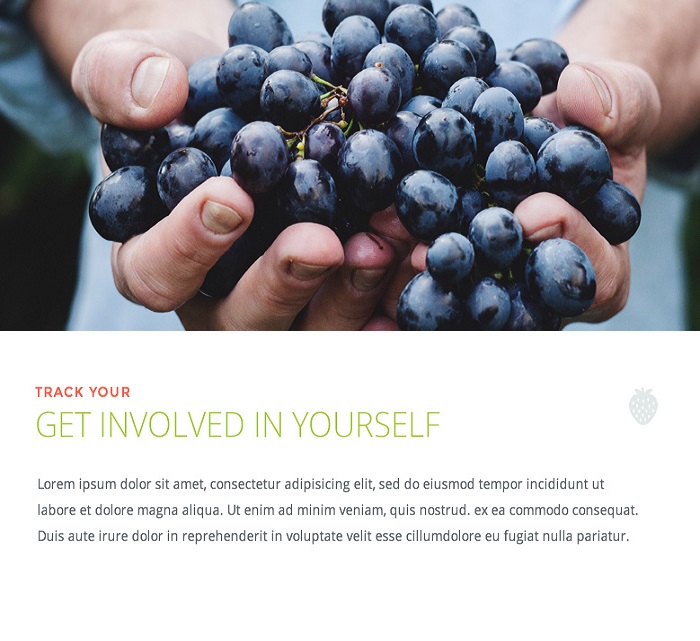 TRACK YOUR
GET INVOLVED IN YOURSELF
Lorem ipsum dolor sit amet, consectetur adipisicing elit, sed do eiusmod tempor incididunt ut
labore et dolore magna aliqua. Ut enim ad minim veniam, quis nostrud. ex ea commodo consequat.
Duis aute irure dolor in reprehenderit in voluptate velit esse cillumdolore eu fugiat nulla pariatur.